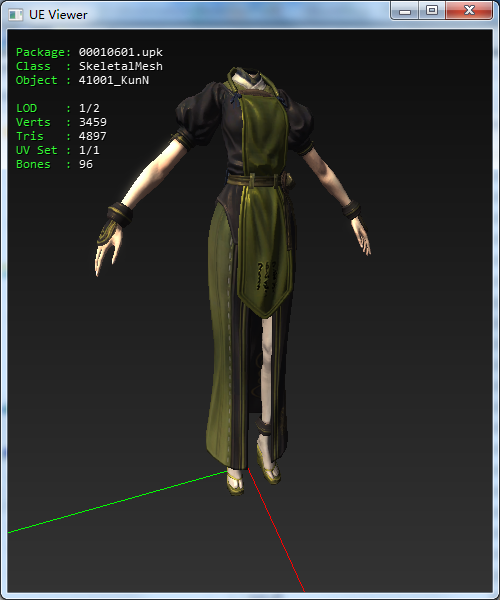 UE Viewer
Package: 00010601.upk
Class : SkeletalMesh
Object : 41001_KunN
LOD : 1/2
Verts : 3459
Tris : 4897
UV Set : 1/1
Bones : 96